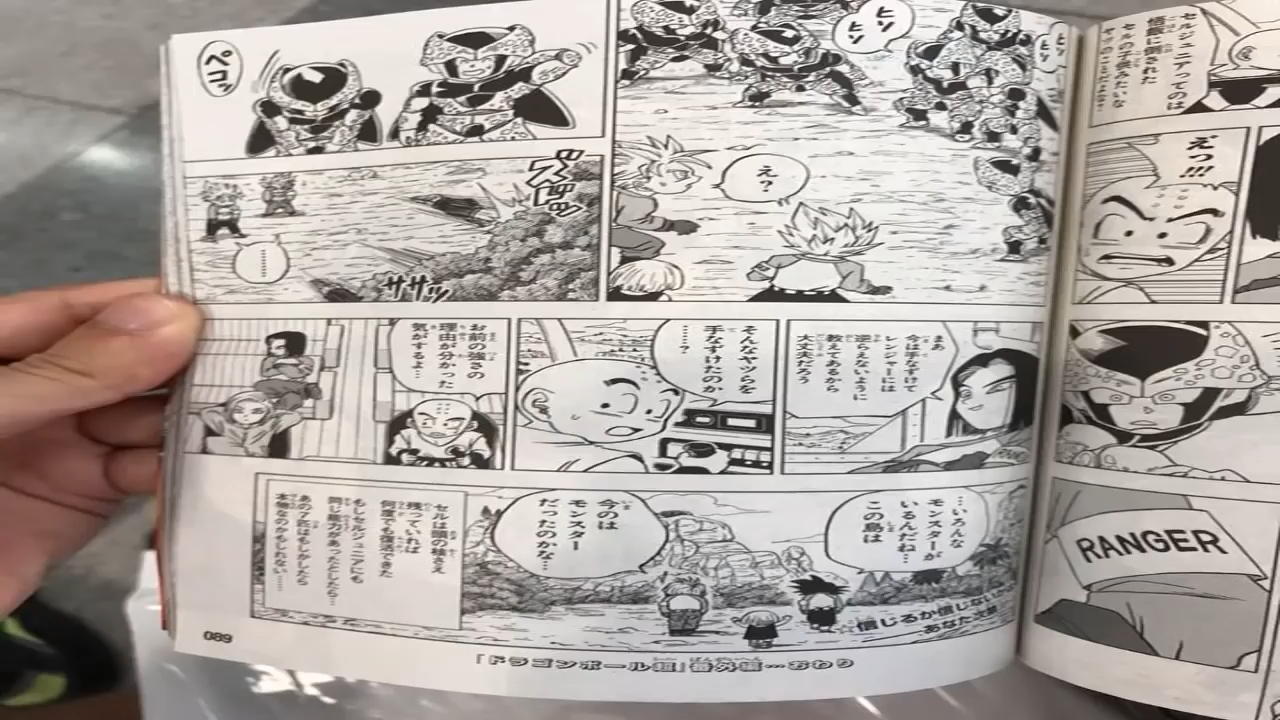 セルジュニアってのは
悟飯に倒された
セルの子供みたいな
ヤツのことだよな…
えっ!!!
RANGER
ヒソ
ヒソ
ヒソ
ヒソ
え?
ペコッ
ズビュッ
ササッ
………
まあ
今は手なずけて
レンジャーには
逆らえないように
教えてあるから
大丈夫だろう
そんなヤツらを
手なずけたのか
……?
お前の強さの
理由が分かった
気がするよ…
…いろんな
モンスターが
いるんだね…
この島は
今のは
モンスター
だったのかな…
セルは頭の核さえ
残っていれば
何度でも復活できた
もしセルジュニアにも
同じ能力があったとしたら…
あの7匹はもしかしたら
本物なのかもしれない……
信じるか信じないかは
あなた次第
089
「ドラゴンボール超」番外編…おわり